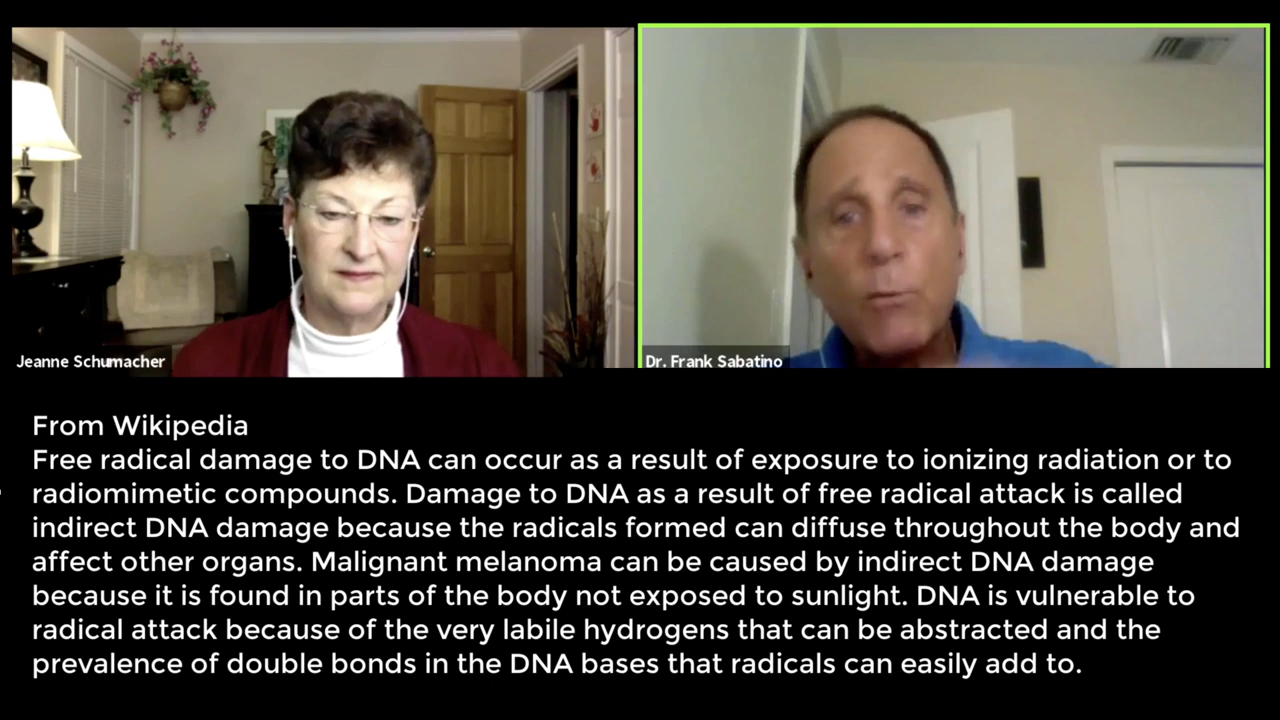 Jeanne Schumacher
Dr. Frank Sabatino
From Wikipedia
Free radical damage to DNA can occur as a result of exposure to ionizing radiation or to
radiomimetic compounds. Damage to DNA as a result of free radical attack is called
indirect DNA damage because the radicals formed can diffuse throughout the body and
affect other organs. Malignant melanoma can be caused by indirect DNA damage
because it is found in parts of the body not exposed to sunlight. DNA is vulnerable to
radical attack because of the very labile hydrogens that can be abstracted and the
prevalence of double bonds in the DNA bases that radicals can easily add to.